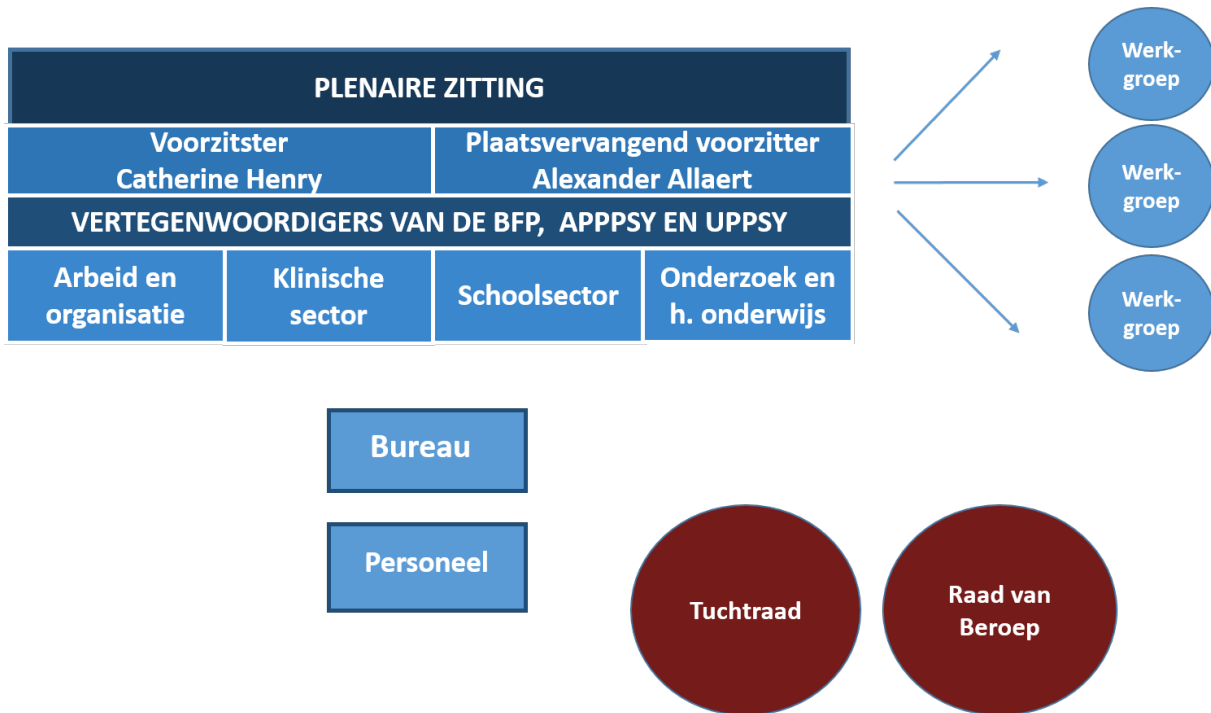 PLENAIRE ZITTING
Voorzitster
Catherine Henry
Plaatsvervangend voorzitter
Alexander Allaert
VERTEGENWOORDIGERS VAN DE BFP, APPPSY EN UPPSY
Arbeid en
organisatie
Klinische
sector
Schoolsector
Onderzoek en
h. onderwijs
Werk-
groep
Werk-
groep
Werk-
groep
Bureau
Personeel
Tuchtraad
Raad van
Beroep